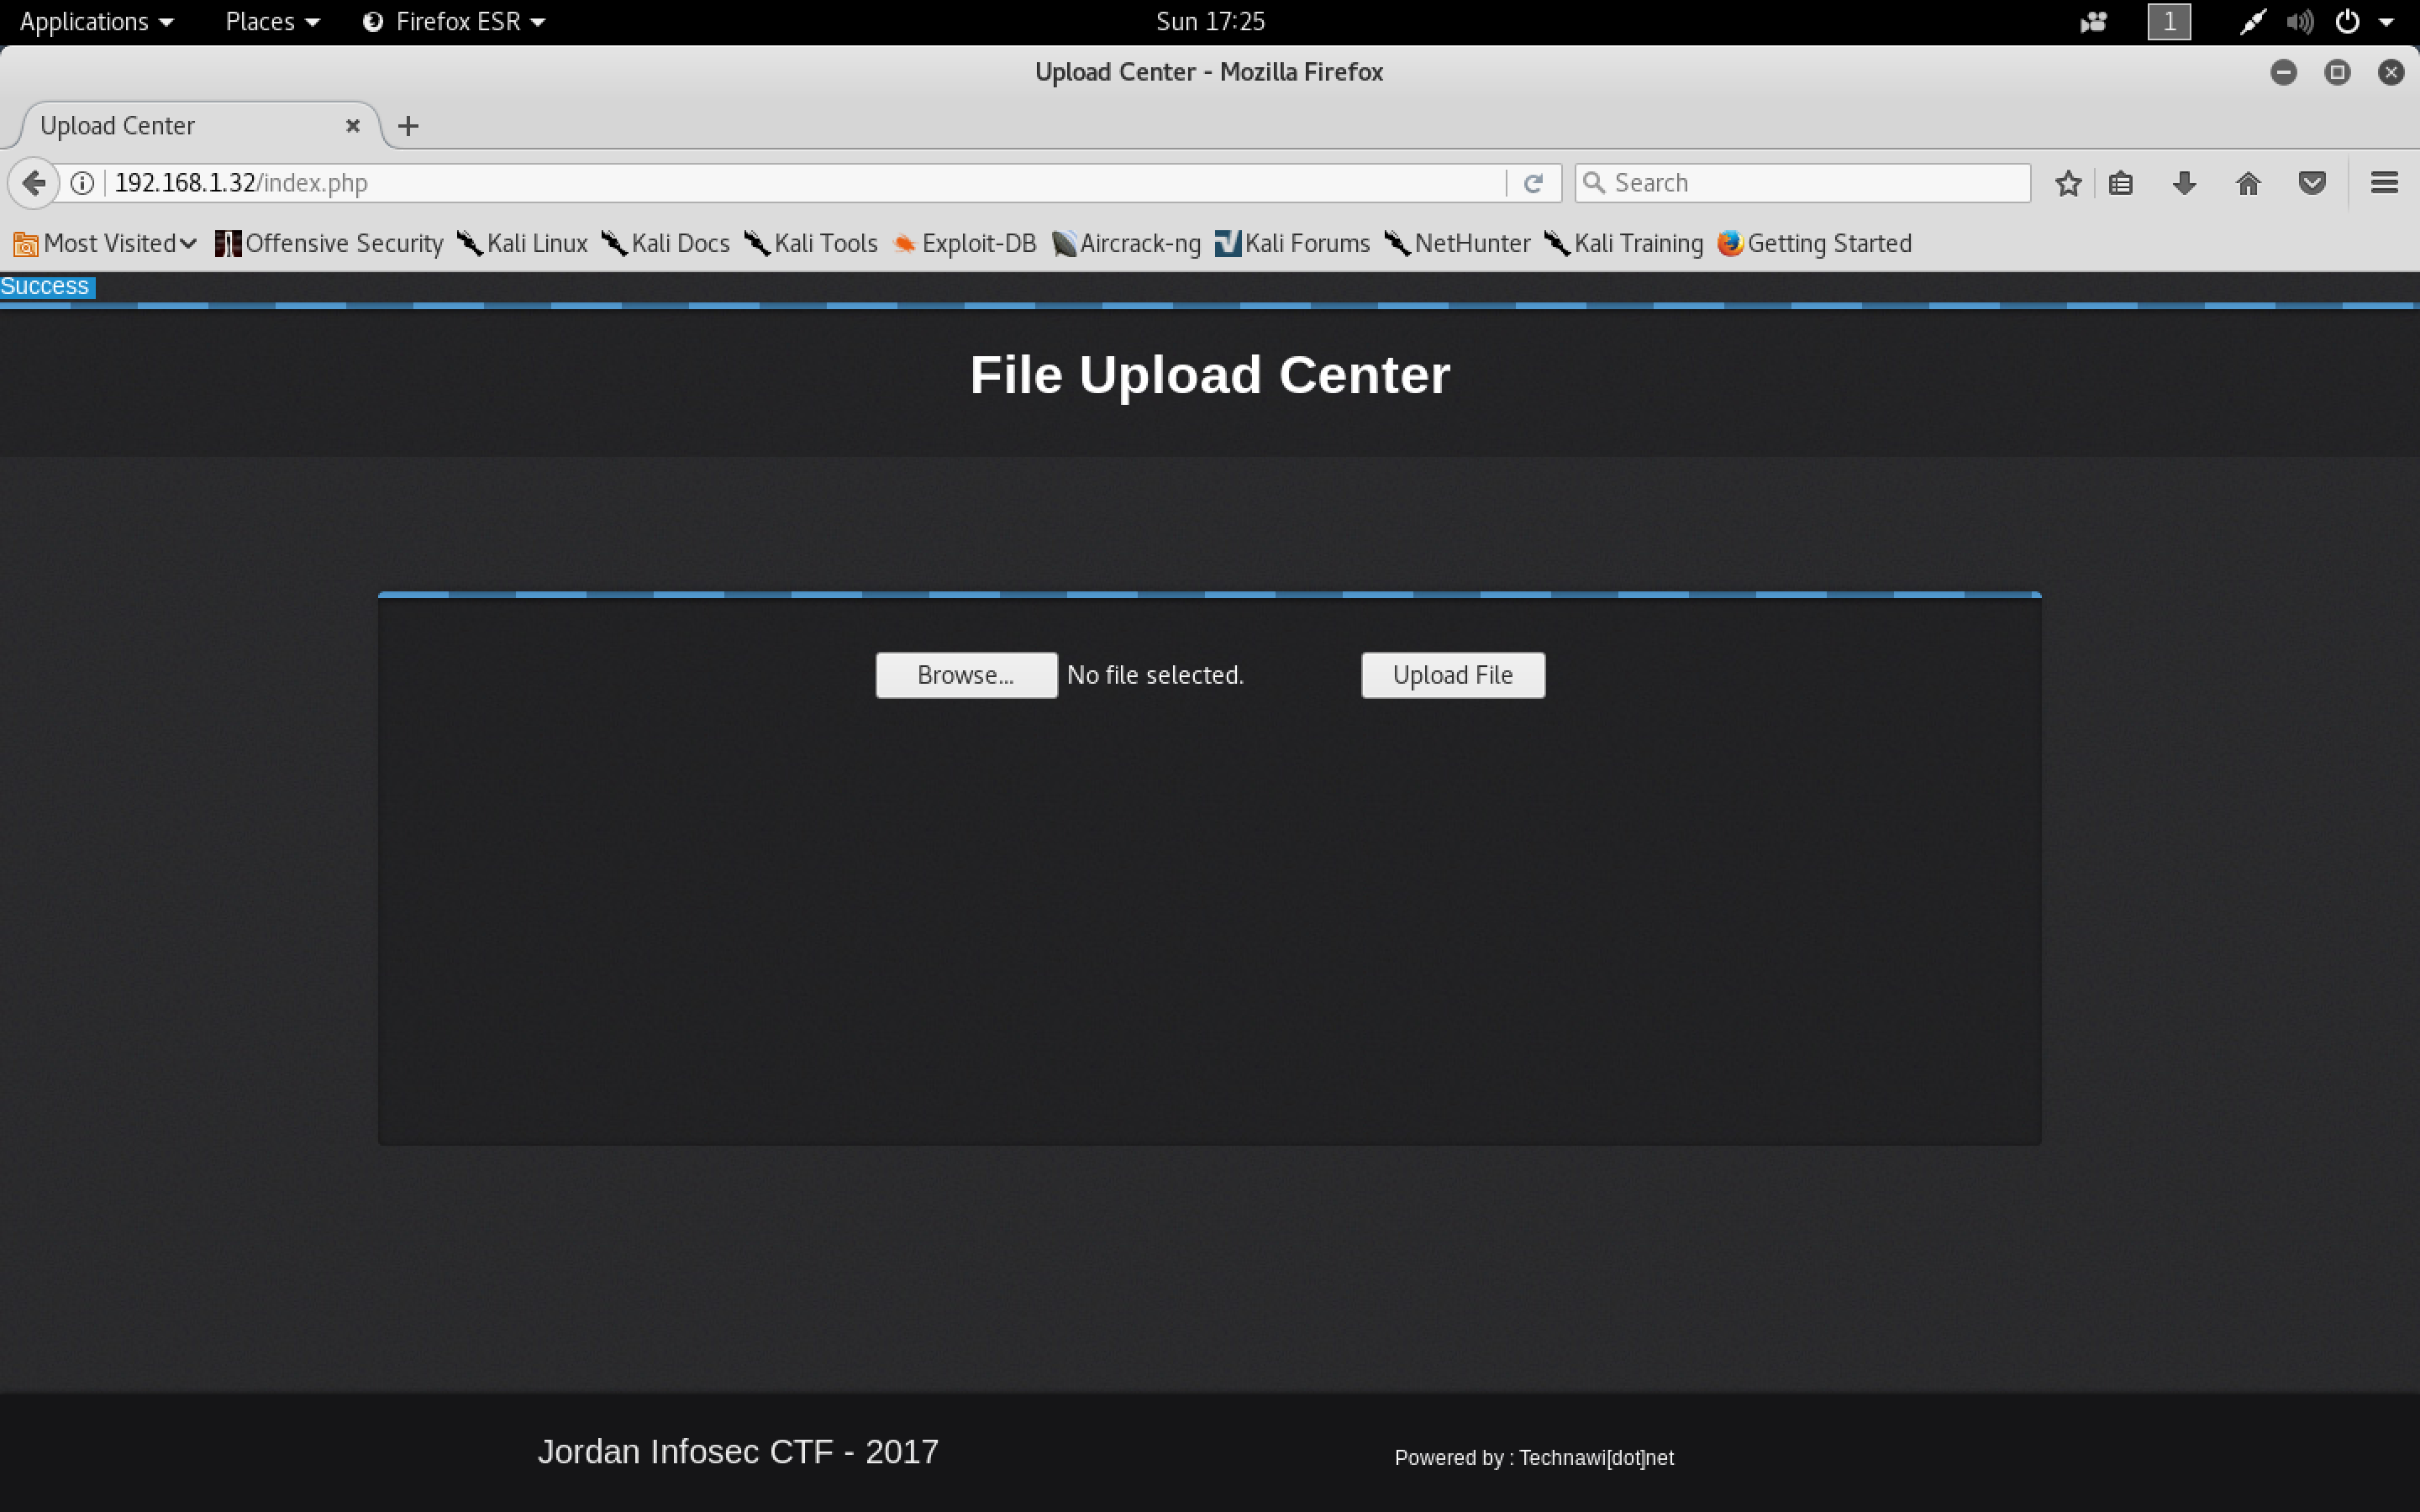 Applications Places Firefox ESR Sun 17:25 1
Upload Center - Mozilla Firefox
Upload Center
192.168.1.32/index.php Search
Most Visited Offensive Security Kali Linux Kali Docs Kali Tools Exploit-DB Aircrack-ng Kali Forums NetHunter Kali Training Getting Started
Success
File Upload Center
Browse... No file selected. Upload File
Jordan Infosec CTF - 2017 Powered by : Technawi[dot]net